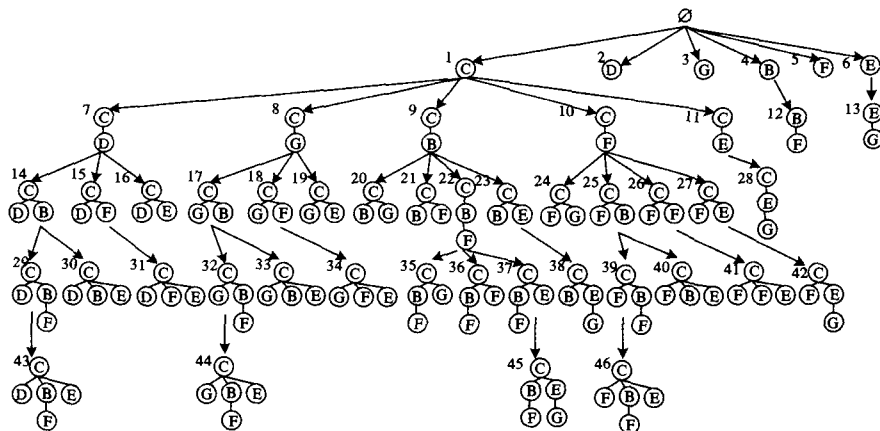 ∅
1 C 2 D 3 G 4 B 5 F 6 E
7 C 8 C 9 C 10 C 11 C 12 B 13 E
D G B F E F G
14 C 15 C 16 C 17 C 18 C 19 C 20 C 21 C 22 C 23 C 24 C 25 C 26 C 27 C 28 C
D B D F D E G B G F G E B G B F B B E F G F B F F F E E
F G
29 C 30 C 31 C 32 C 33 C 34 C 35 C 36 C 37 C 38 C 39 C 40 C 41 C 42 C
D B D B E D F E G B G B E G F E B G B F B E B E F B F B E F F E F E
F F F F F G F G
43 C 44 C 45 C 46 C
D B E G B E B E F B E
F F F G F